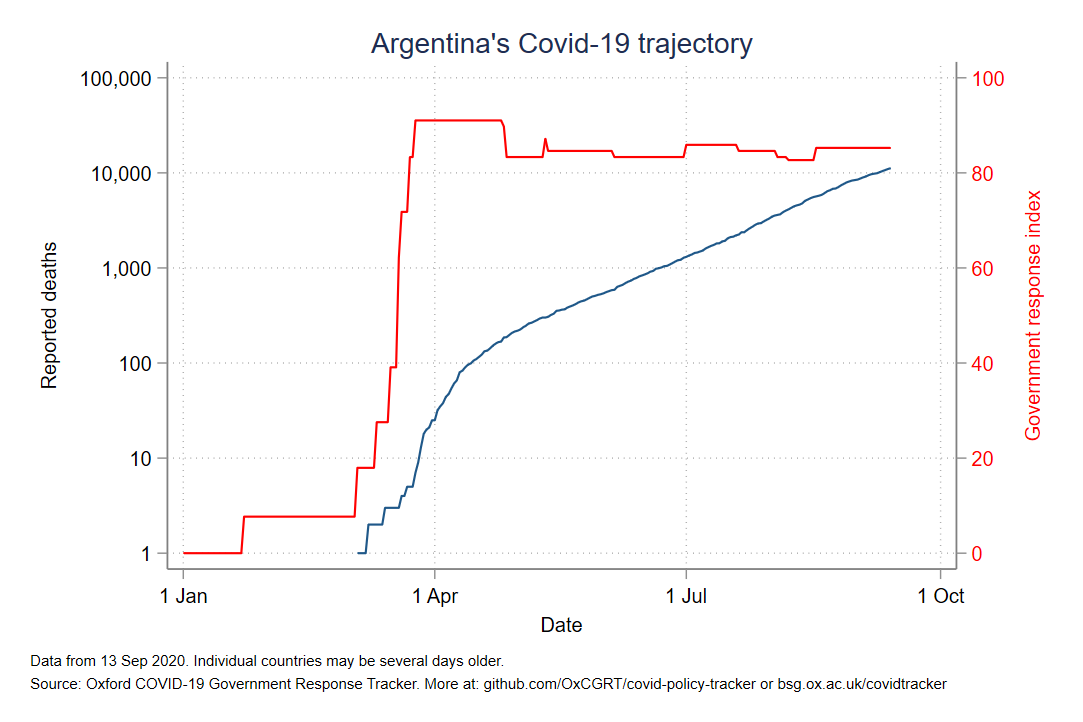 Argentina's Covid-19 trajectory
100,000
10,000
1,000
100
10
1
Reported deaths
100
80
60
40
20
0
Government response index
1 Jan
1 Apr
1 Jul
1 Oct
Date
Data from 13 Sep 2020. Individual countries may be several days older.
Source: Oxford COVID-19 Government Response Tracker. More at: github.com/OxCGRT/covid-policy-tracker or bsg.ox.ac.uk/covidtracker